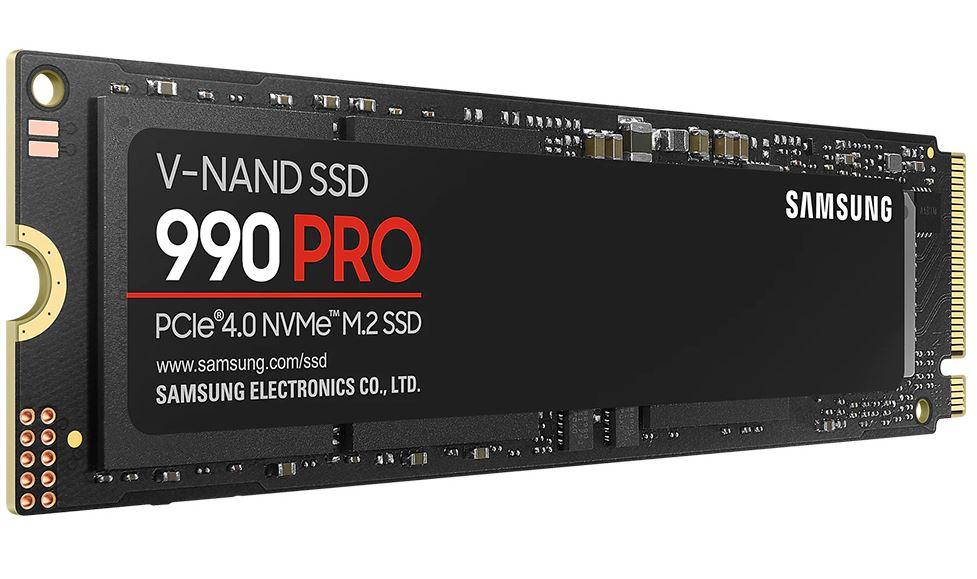 V-NAND SSD
990 PRO
PCIe®4.0 NVMe™ M.2 SSD
www.samsung.com/ssd
SAMSUNG ELECTRONICS CO., LTD.
SAMSUNG